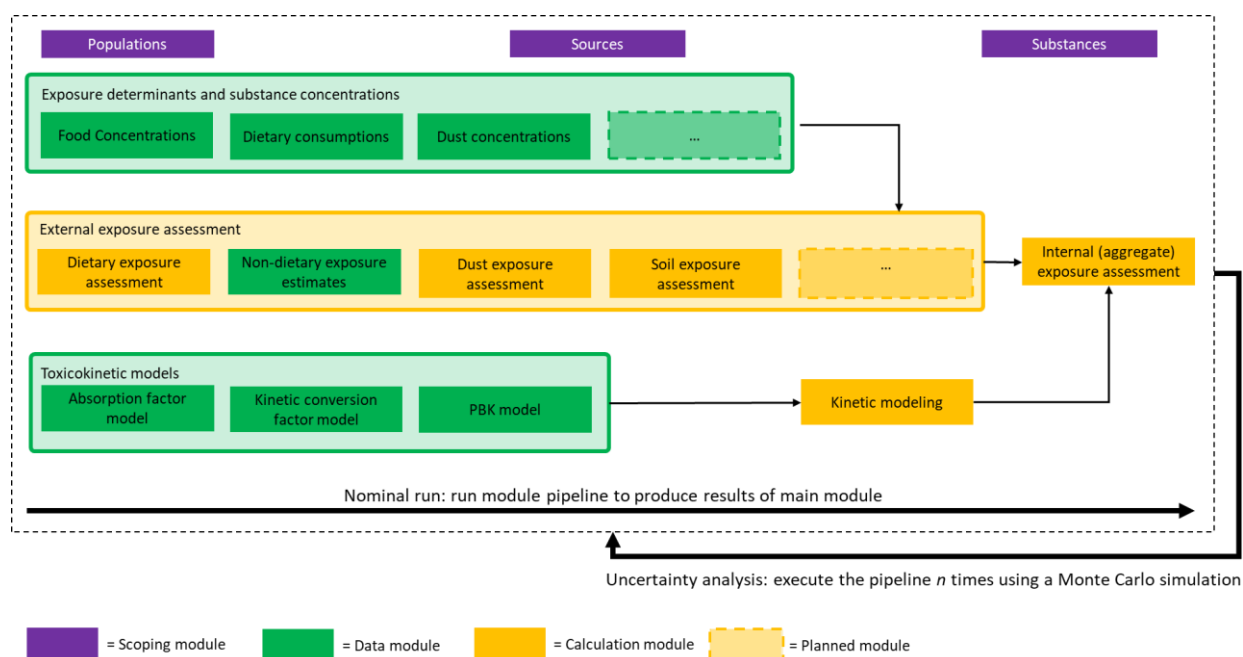 Populations
Sources
Substances
Exposure determinants and substance concentrations
Food Concentrations
Dietary consumptions
Dust concentrations
...
External exposure assessment
Dietary exposure
assessment
Non-dietary exposure
estimates
Dust exposure
assessment
Soil exposure
assessment
...
Internal (aggregate)
exposure assessment
Toxicokinetic models
Absorption factor
model
Kinetic conversion
factor model
PBK model
Kinetic modeling
Nominal run: run module pipeline to produce results of main module
Uncertainty analysis: execute the pipeline n times using a Monte Carlo simulation
= Scoping module
= Data module
= Calculation module
= Planned module